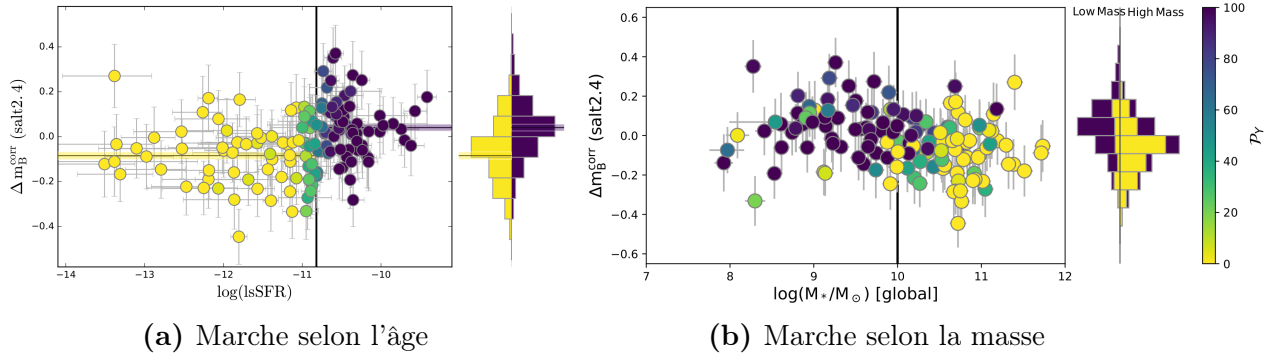 0.4
0.2
0.0
−0.2
−0.4
Δ m_B^corr (salt2.4)
−14 −13 −12 −11 −10
log(lsSFR)
0.6
0.4
0.2
0.0
−0.2
−0.4
−0.6
Δm_B^corr (salt2.4)
7 8 9 10 11 12
log(M∗/M⊙) [global]
Low Mass High Mass
100
80
60
40
20
0
𝒫_Y
(a) Marche selon l'âge
(b) Marche selon la masse